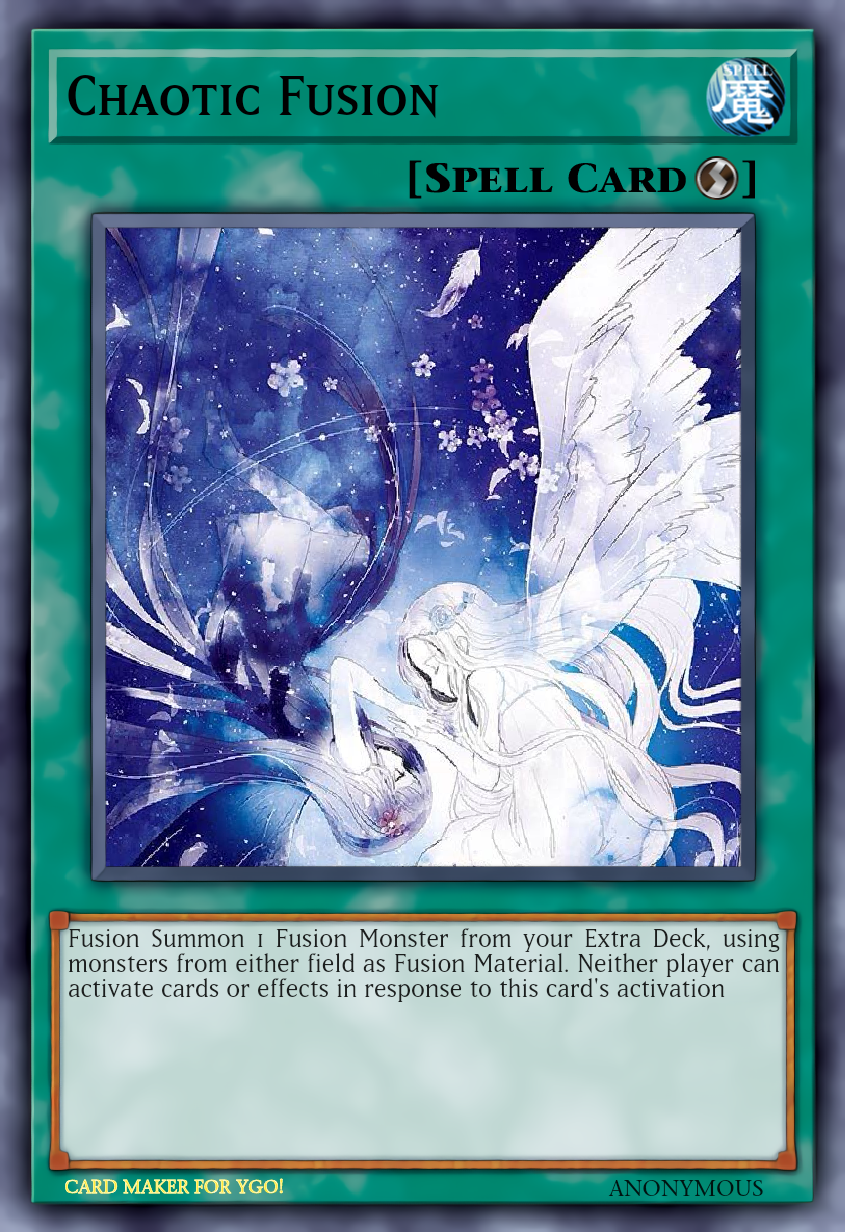 Chaotic Fusion
SPELL
魔
[Spell Card]
Fusion Summon 1 Fusion Monster from your Extra Deck, using
monsters from either field as Fusion Material. Neither player can
activate cards or effects in response to this card's activation
CARD MAKER FOR YGO!
ANONYMOUS